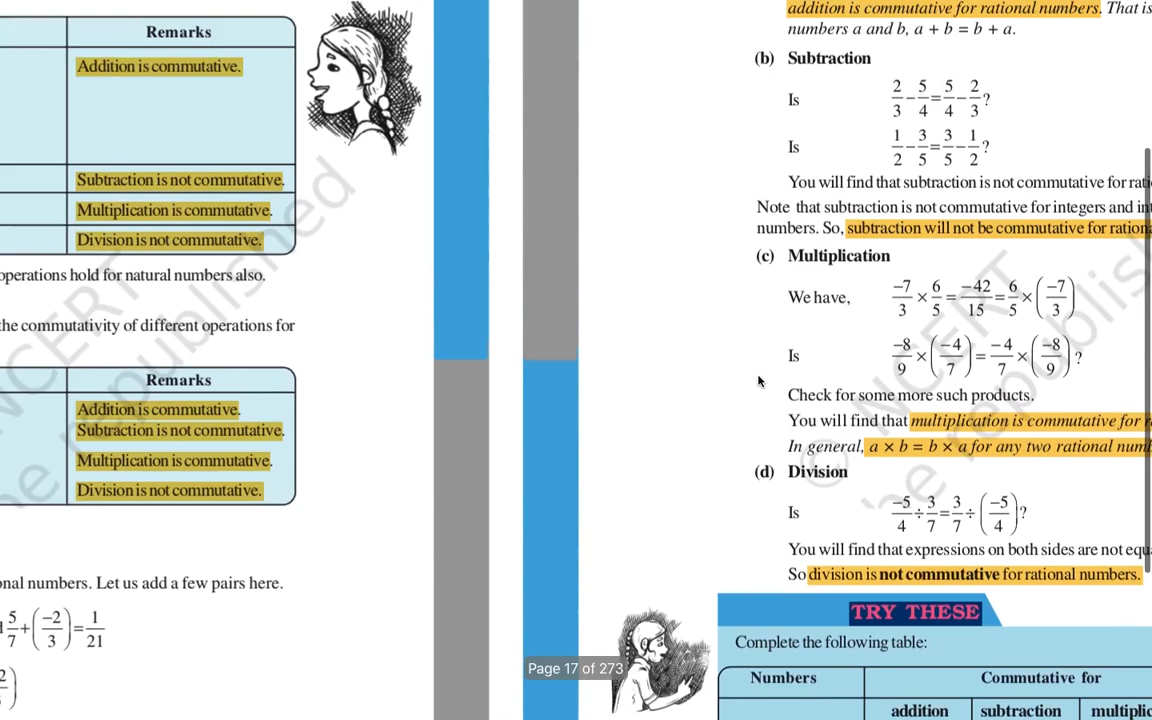 Remarks
Addition is commutative.
Subtraction is not commutative.
Multiplication is commutative.
Division is not commutative.
operations hold for natural numbers also.
the commutativity of different operations for
Remarks
Addition is commutative.
Subtraction is not commutative.
Multiplication is commutative.
Division is not commutative.
onal numbers. Let us add a few pairs here.
5/7 + (-2/3) = 1/21
addition is commutative for rational numbers. That is
numbers a and b, a + b = b + a.
(b) Subtraction
Is 2/3 − 5/4 = 5/4 − 2/3 ?
Is 1/2 − 3/5 = 3/5 − 1/2 ?
You will find that subtraction is not commutative for rati
Note that subtraction is not commutative for integers and in
numbers. So, subtraction will not be commutative for ration
(c) Multiplication
We have, -7/3 × 6/5 = -42/15 = 6/5 × (-7/3)
Is -8/9 × (-4/7) = -4/7 × (-8/9) ?
Check for some more such products.
You will find that multiplication is commutative for r
In general, a × b = b × a for any two rational numb
(d) Division
Is -5/4 ÷ 3/7 = 3/7 ÷ (-5/4) ?
You will find that expressions on both sides are not equ
So division is not commutative for rational numbers.
TRY THESE
Page 17 of 273
Complete the following table:
Numbers Commutative for
addition subtraction multiplic
© NCERT